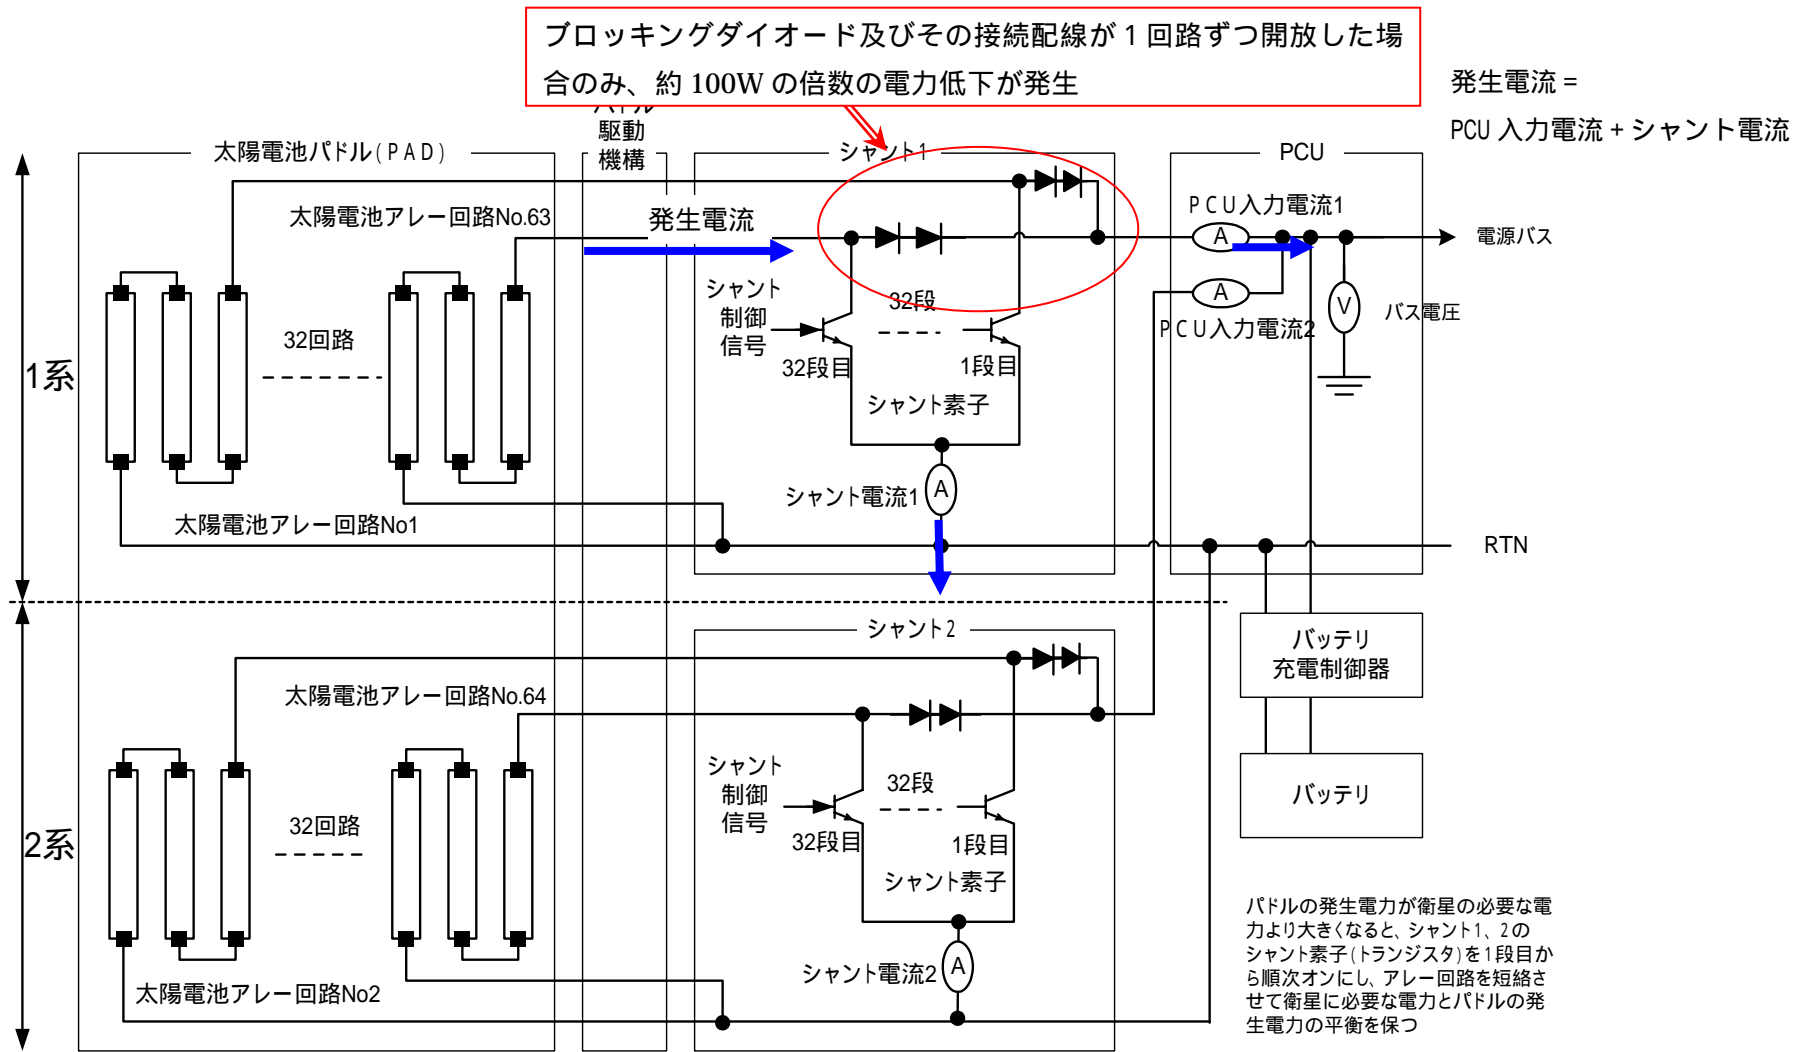 ブロッキングダイオード及びその接続配線が1回路ずつ開放した場
合のみ、約100Wの倍数の電力低下が発生
発生電流=
PCU 入力電流+シャント電流
太陽電池パドル(PAD)
駆動
機構
シャント1
PCU
太陽電池アレー回路No.63
発生電流
PCU入力電流1
A
電源バス
シャント
制御
信号
32段
A
V
バス電圧
PCU入力電流2
32回路
32段目
1段目
1系
シャント素子
シャント電流1
A
太陽電池アレー回路No1
RTN
シャント2
バッテリ
充電制御器
太陽電池アレー回路No.64
シャント
制御
信号
32段
バッテリ
32回路
32段目
1段目
2系
シャント素子
シャント電流2
A
太陽電池アレー回路No2
パドルの発生電力が衛星の必要な電
力より大きくなると、シャント1、2の
シャント素子(トランジスタ)を1段目か
ら順次オンにし、アレー回路を短絡さ
せて衛星に必要な電力とパドルの発
生電力の平衡を保つ